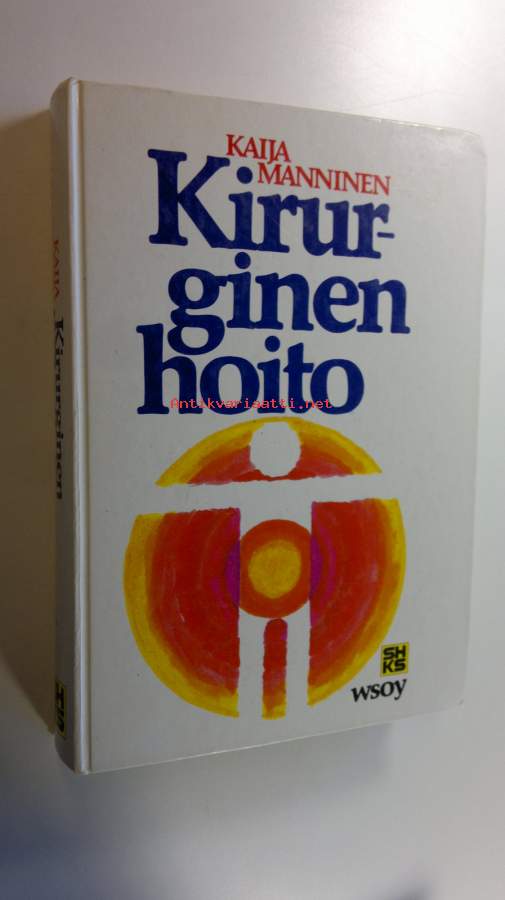 KAIJA
MANNINEN
Kirur-
ginen
hoito
antikvariaatti.net
SH
KS
wsoy
KAIJA
Kirurginen